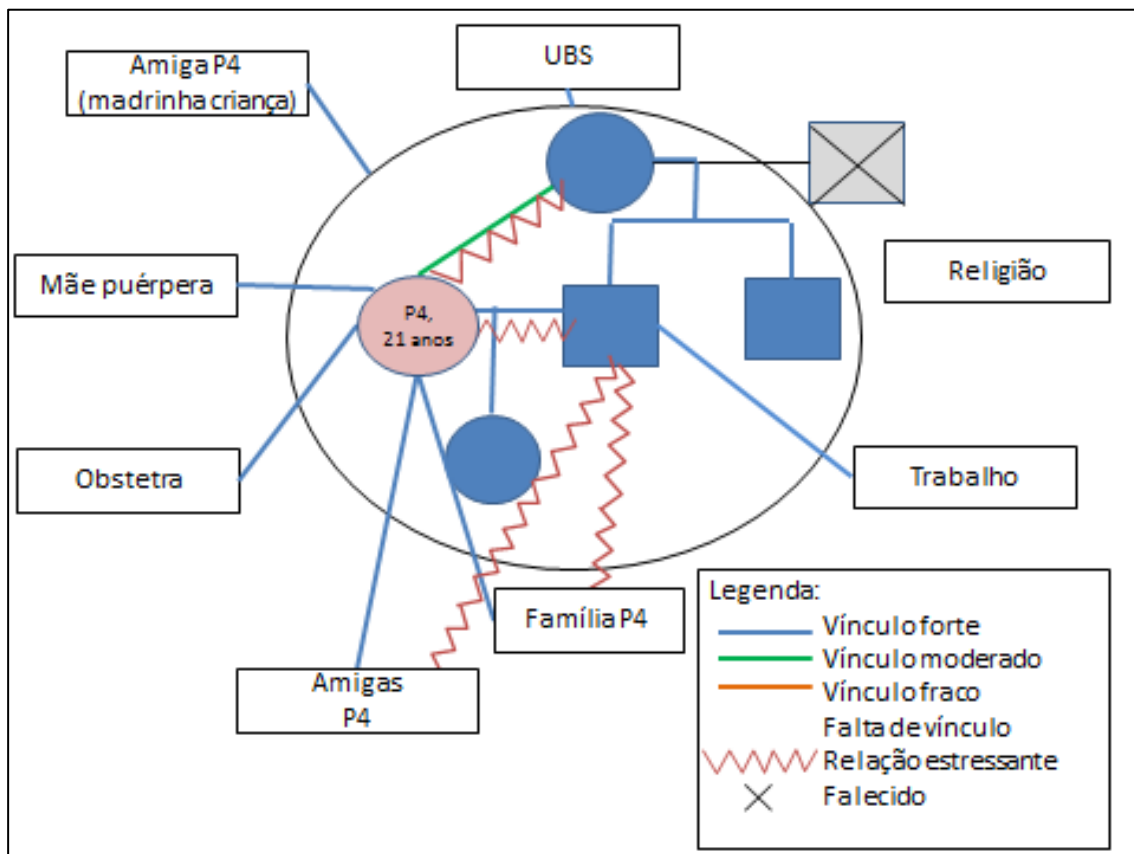 Amiga P4
(madrinha criança)
UBS
Religião
Mãe puérpera
P4,
21 anos
Obstetra
Trabalho
Família P4
Amigas
P4
Legenda:
Vínculo forte
Vínculo moderado
Vínculo fraco
Falta de vínculo
Relação estressante
Falecido